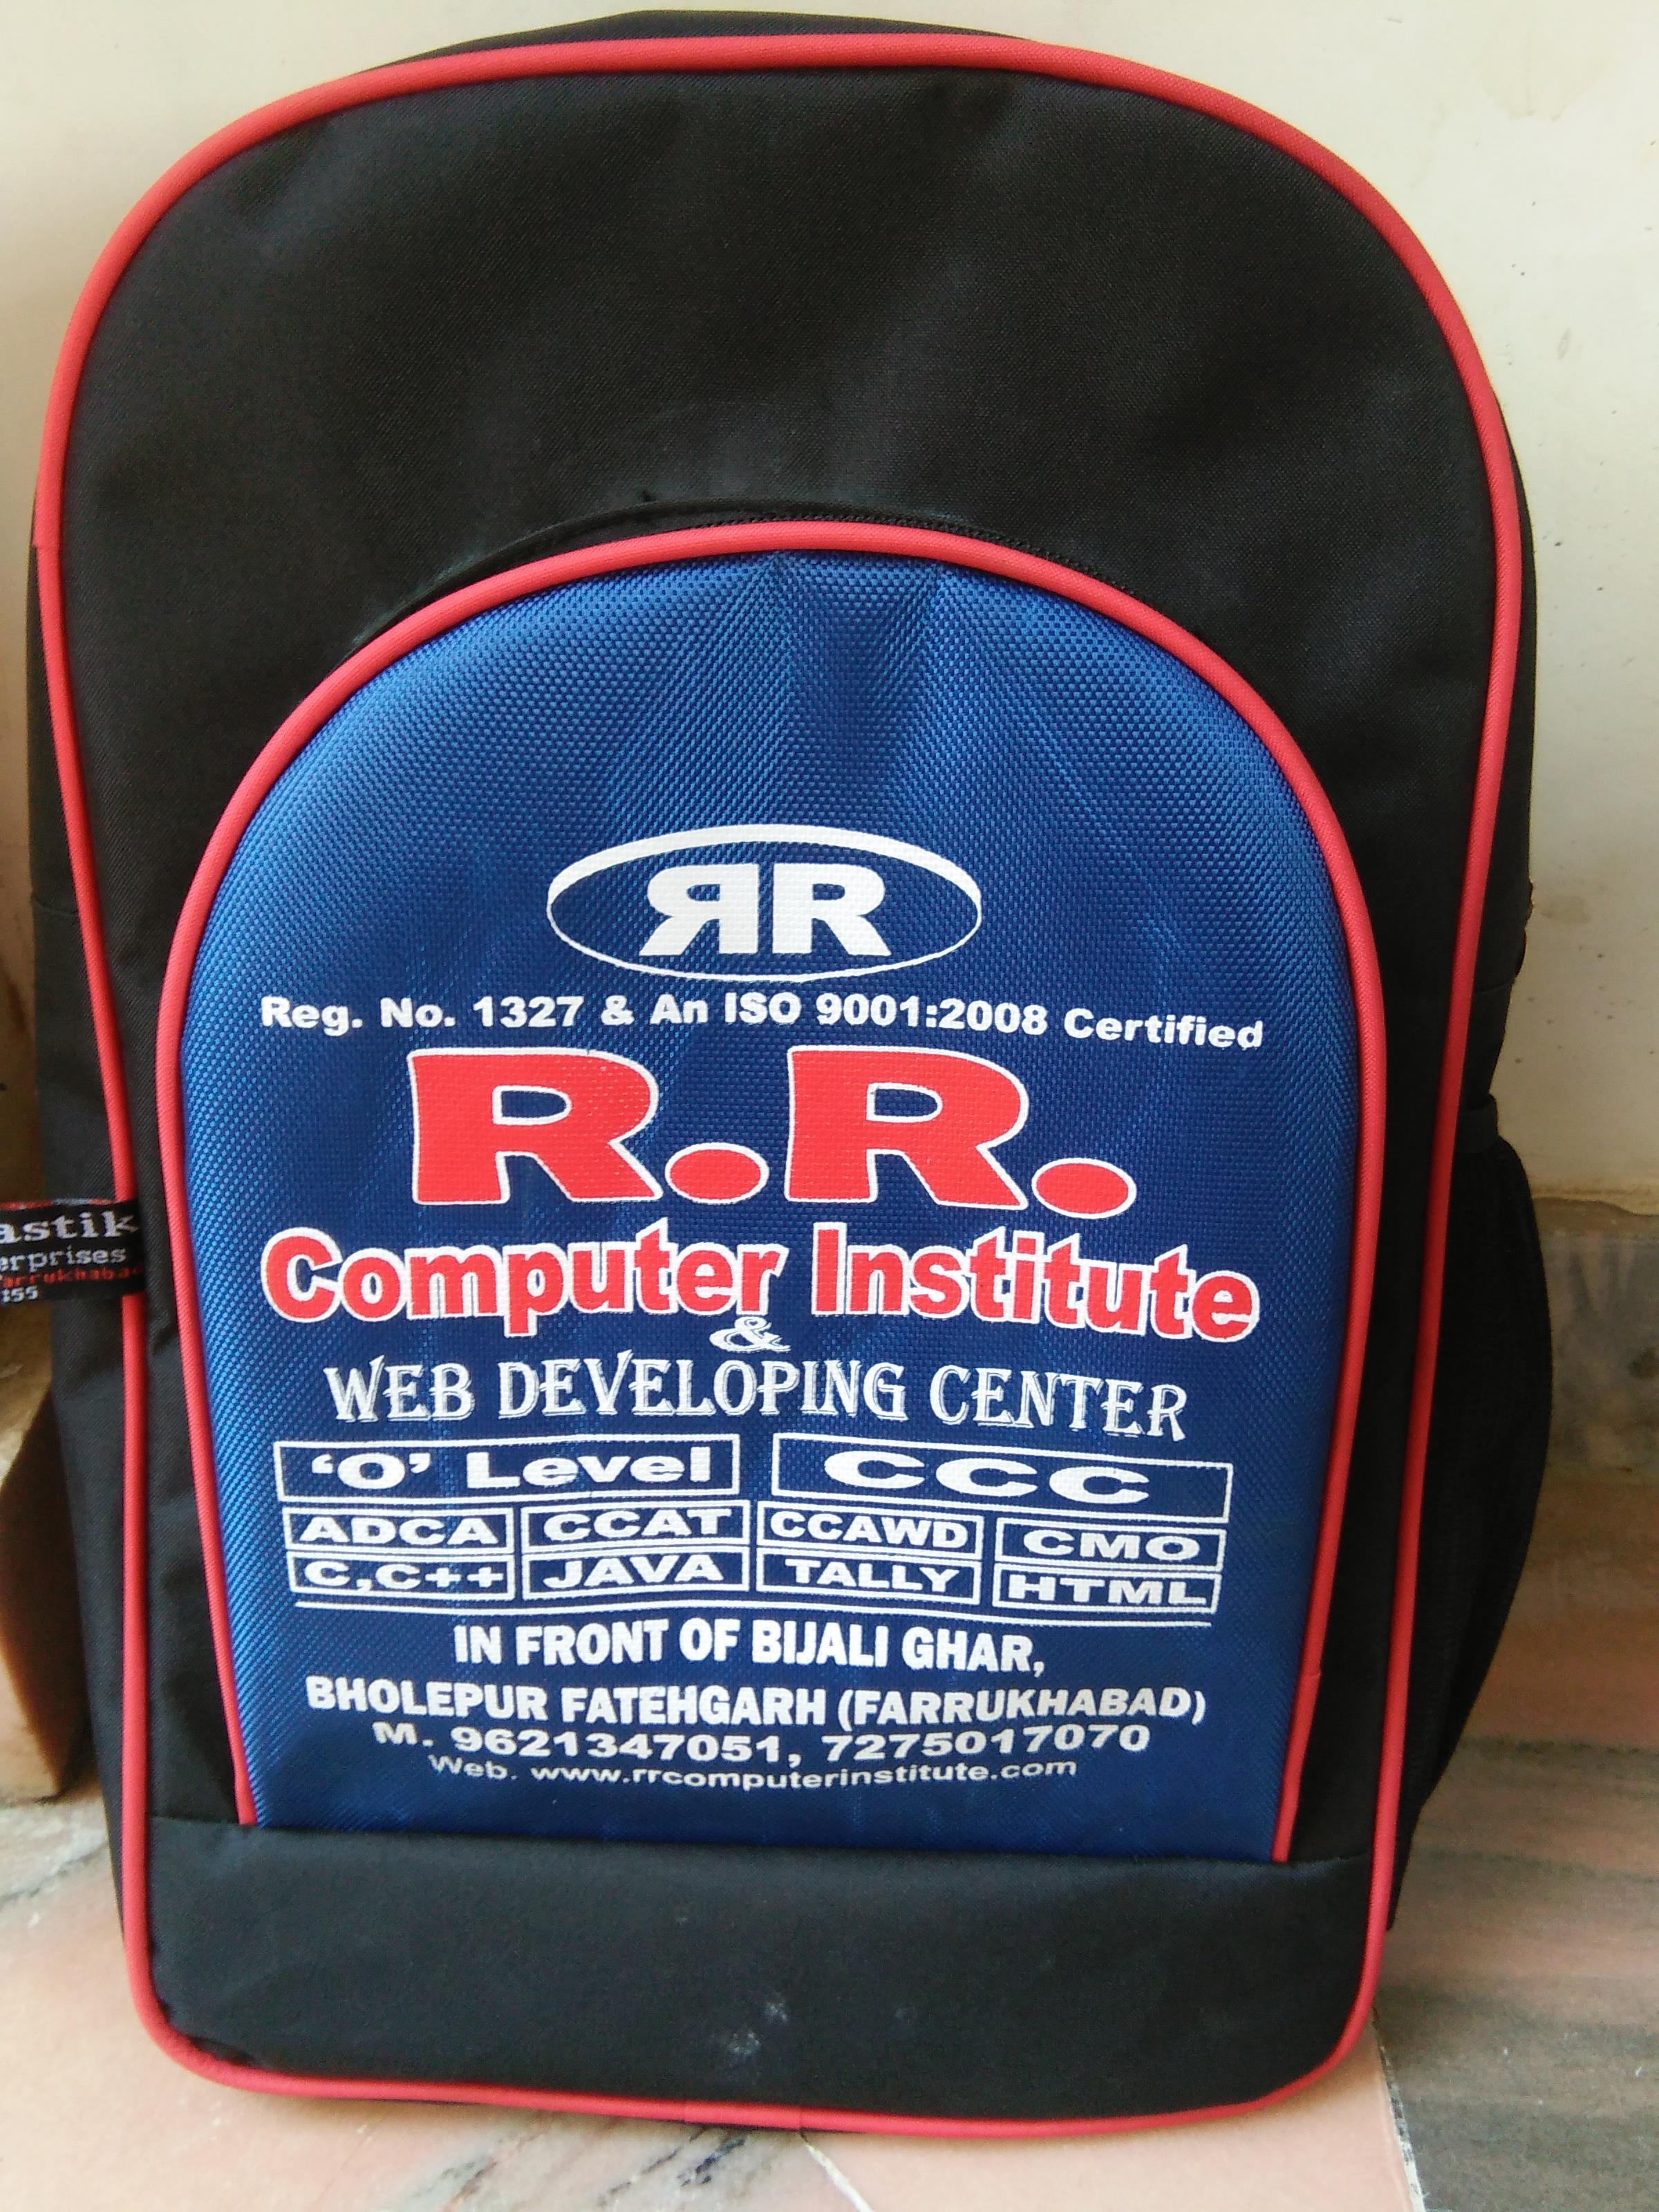 RR
Reg. No. 1327 & An ISO 9001:2008 Certified
R.R.
Computer Institute
&
WEB DEVELOPING CENTER
'O' Level CCC
ADCA CCAT CCAWD CMO
C,C++ JAVA TALLY HTML
IN FRONT OF BIJALI GHAR,
BHOLEPUR FATEHGARH (FARRUKHABAD)
M. 9621347051, 7275017070
Web. www.rrcomputerinstitute.com